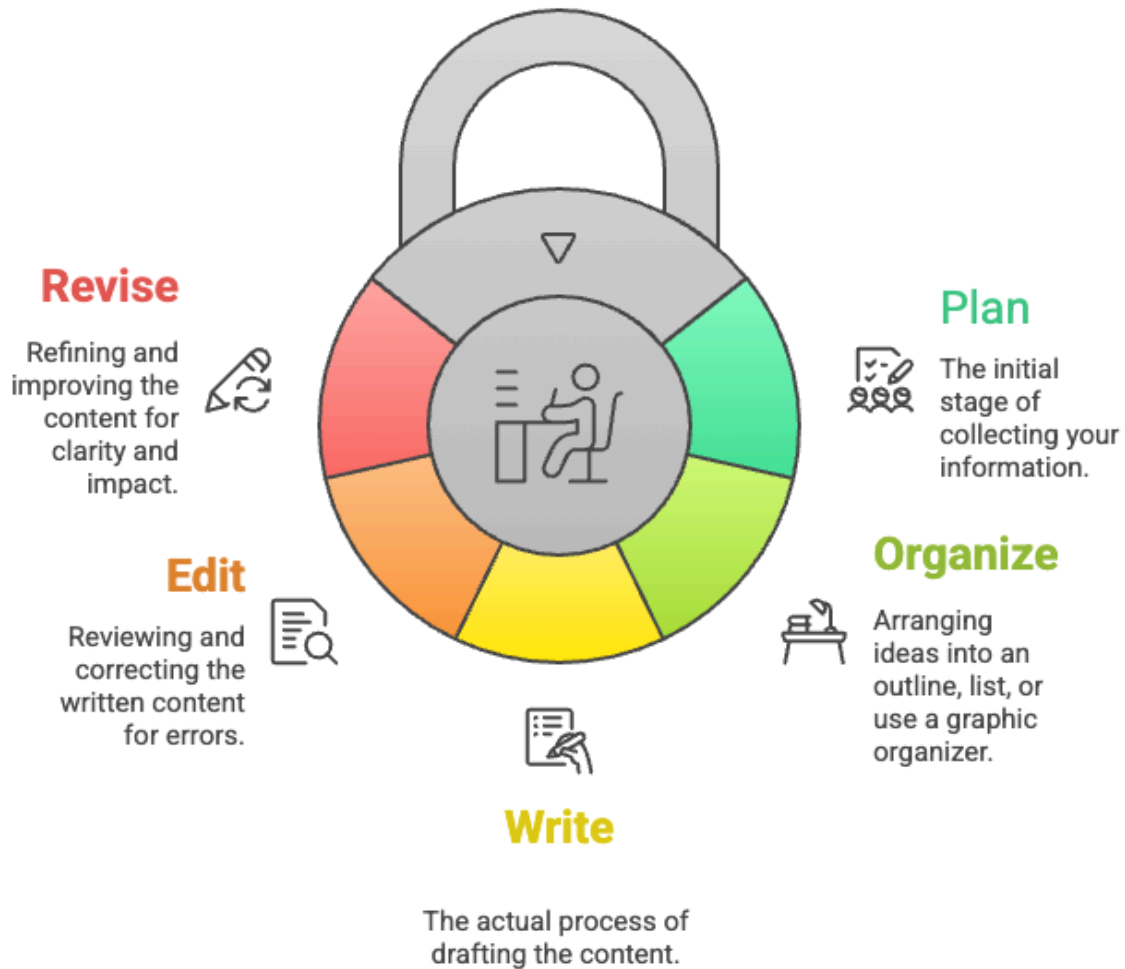 Revise
Refining and
improving the
content for
clarity and
impact.
Plan
The initial
stage of
collecting your
information.
Edit
Reviewing and
correcting the
written content
for errors.
Organize
Arranging
ideas into an
outline, list, or
use a graphic
organizer.
Write
The actual process of
drafting the content.